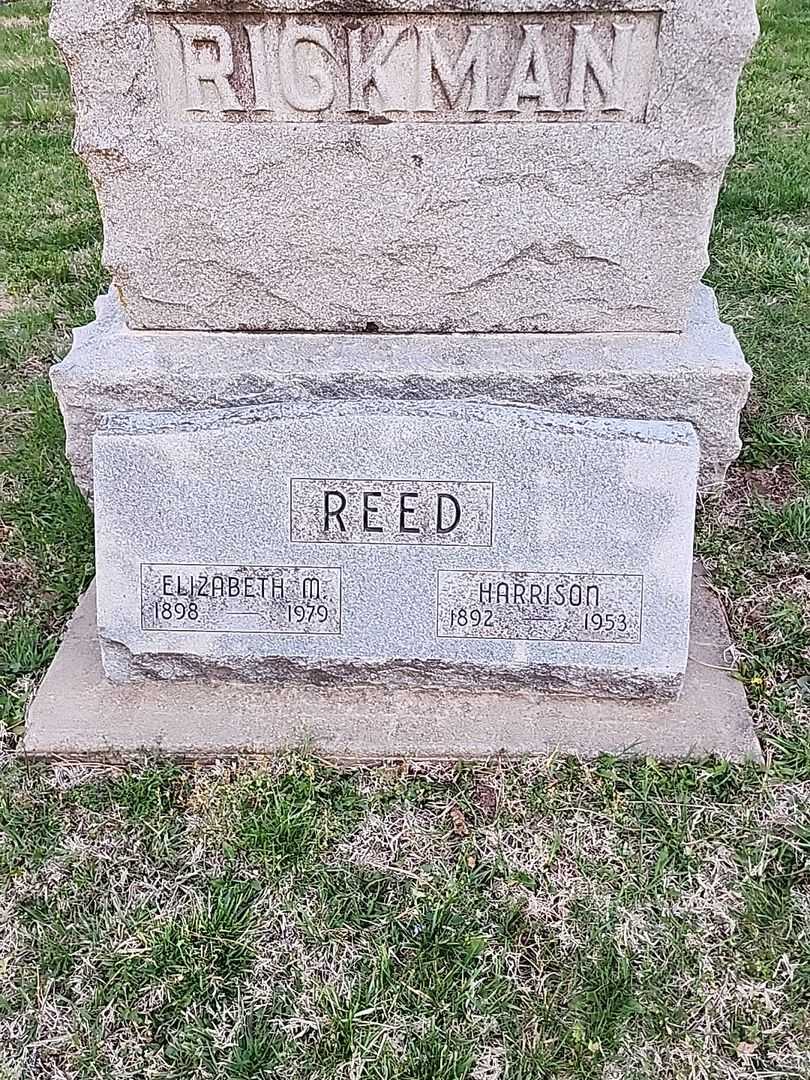 RICKMAN
REED
ELIZABETH M.
1898 — 1979
HARRISON
1892 — 1953